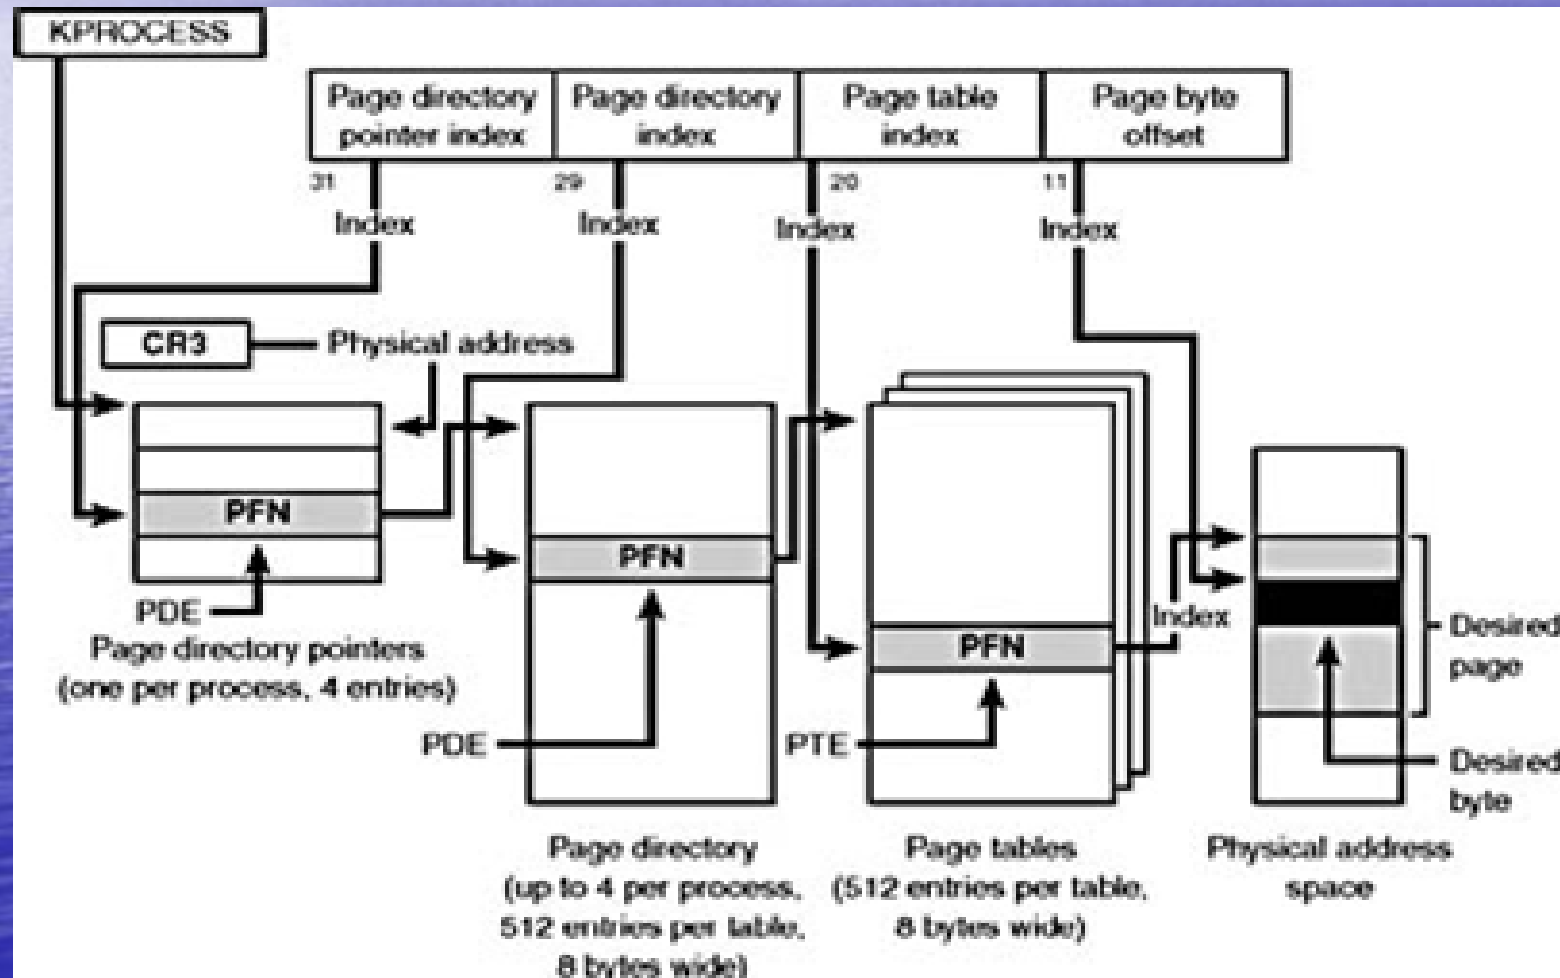 KPROCESS
Page directory
pointer index
Page directory
index
Page table
index
Page byte
offset
31
29
20
11
Index
Index
Index
Index
CR3
Physical address
PFN
PFN
PFN
Index
PDE
Page directory pointers
(one per process, 4 entries)
PDE
PTE
Desired
page
Desired
byte
Page directory
(up to 4 per process,
512 entries per table,
8 bytes wide)
Page tables
(512 entries per table,
8 bytes wide)
Physical address
space